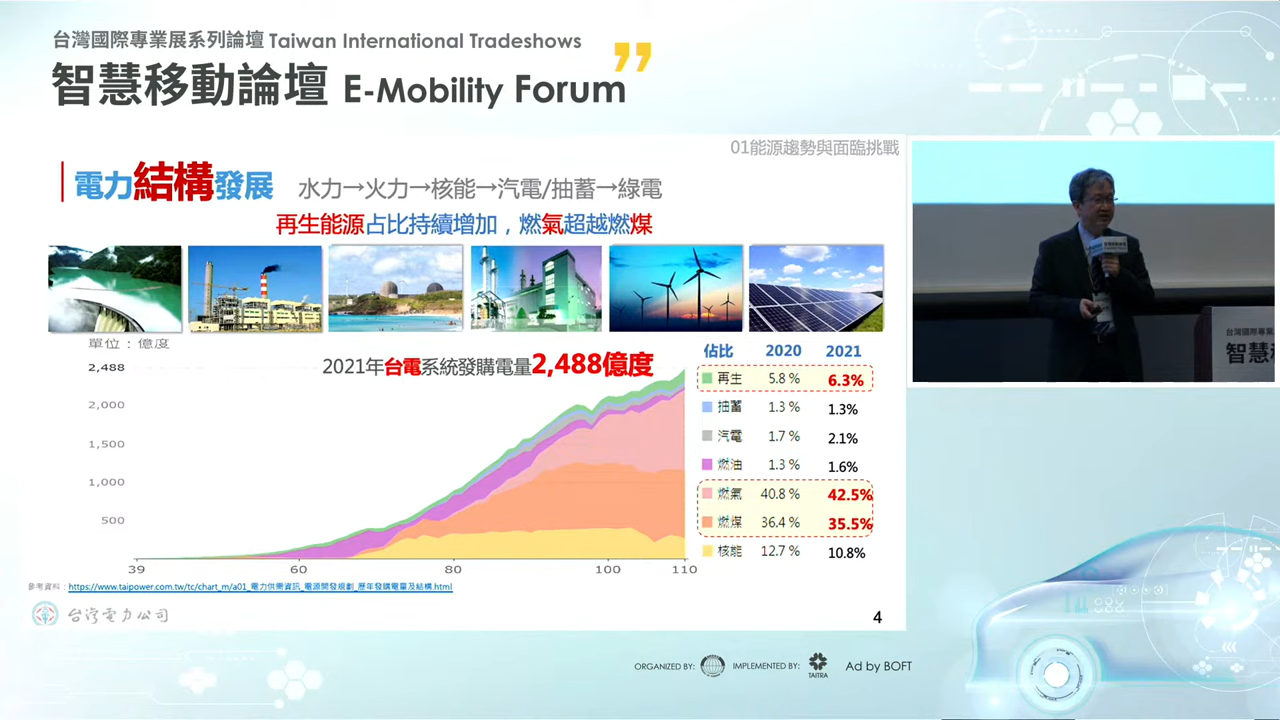 台灣國際專業展系列論壇 Taiwan International Tradeshows
智慧移動論壇 E-Mobility Forum
01能源趨勢與面臨挑戰
電力結構發展 水力→火力→核能→汽電/抽蓄→綠電
再生能源占比持續增加，燃氣超越燃煤
單位：億度
2021年台電系統發購電量2,488億度
2,488
2,000
1,500
1,000
500
39 60 80 100 110
佔比 2020 2021
再生 5.8% 6.3%
抽蓄 1.3% 1.3%
汽電 1.7% 2.1%
燃油 1.3% 1.6%
燃氣 40.8% 42.5%
燃煤 36.4% 35.5%
核能 12.7% 10.8%
參考資料：https://www.taipower.com.tw/tc/chart_m/a01_電力供需資訊_電源開發規劃_歷年發購電量及結構.html
台灣電力公司
4
台灣國際專業
智慧移
ORGANIZED BY: IMPLEMENTED BY: TAITRA Ad by BOFT